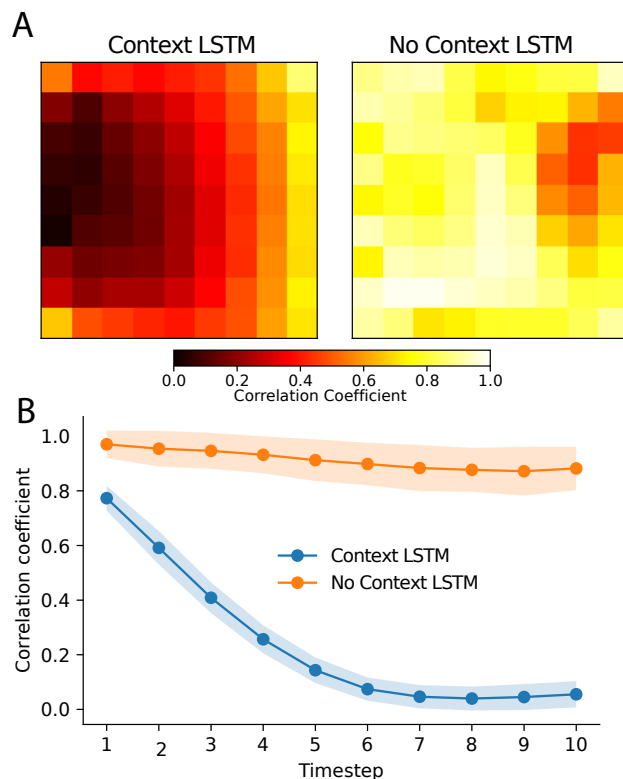 A
Context LSTM
No Context LSTM
0.0 0.2 0.4 0.6 0.8 1.0
Correlation Coefficient
B
Correlation coefficient
1.0
0.8
0.6
0.4
0.2
0.0
Context LSTM
No Context LSTM
1 2 3 4 5 6 7 8 9 10
Timestep